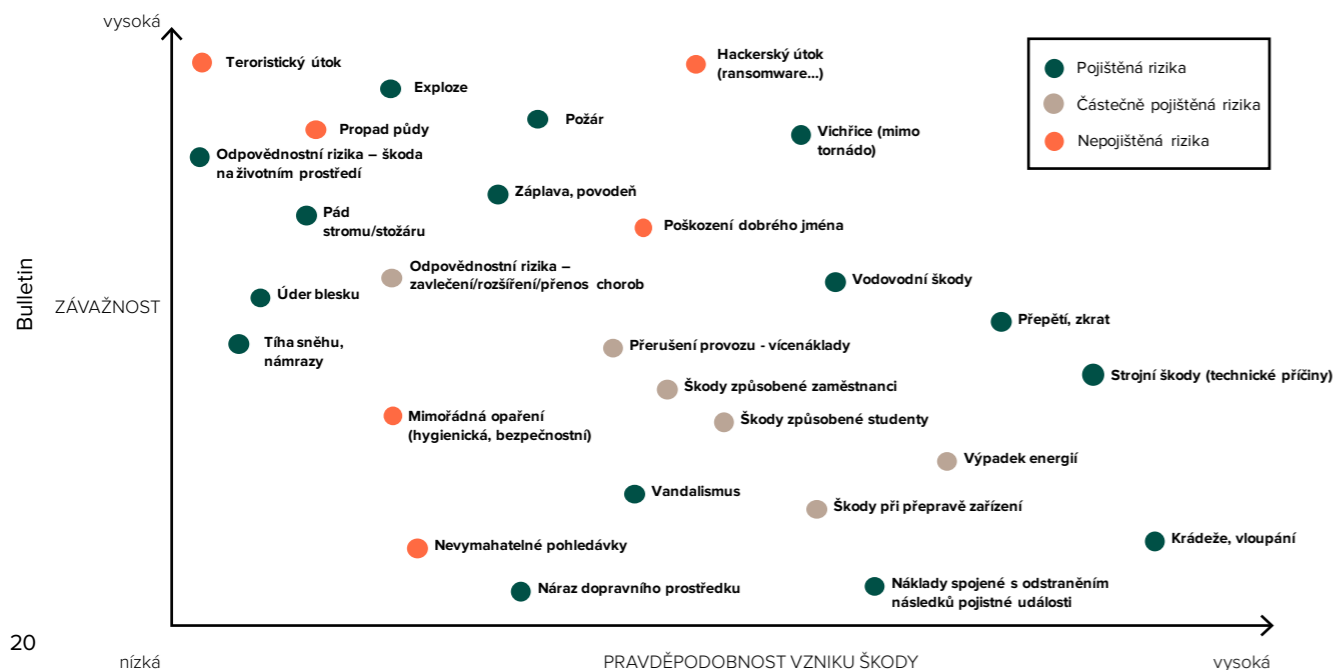 vysoká
Teroristický útok
Hackerský útok
(ransomware...)
Pojištěná rizika
Exploze
Částečně pojištěná rizika
Požár
Propad půdy
Vichřice (mimo
tornádo)
Nepojištěná rizika
Odpovědnostní rizika – škoda
na životním prostředí
Záplava, povodeň
Pád
stromu/stožáru
Poškození dobrého jména
Odpovědnostní rizika –
zavlečení/rozšíření/přenos chorob
Vodovodní škody
Úder blesku
Bulletin
ZÁVAŽNOST
Přepětí, zkrat
Tíha sněhu,
námrazy
Přerušení provozu - vícenáklady
Strojní škody (technické příčiny)
Škody způsobené zaměstnanci
Mimořádná opaření
(hygienická, bezpečnostní)
Škody způsobené studenty
Výpadek energií
Vandalismus
Škody při přepravě zařízení
Krádeže, vloupání
Nevymahatelné pohledávky
Náraz dopravního prostředku
Náklady spojené s odstraněním
následků pojistné události
20
nízká
PRAVDĚPODOBNOST VZNIKU ŠKODY
vysoká